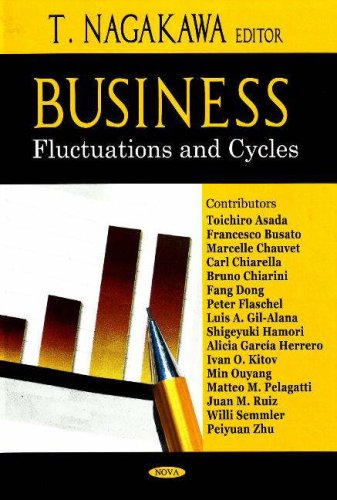 T. NAGAKAWA EDITOR
BUSINESS
Fluctuations and Cycles
Contributors
Toichiro Asada
Francesco Busato
Marcelle Chauvet
Carl Chiarella
Bruno Chiarini
Fang Dong
Peter Flaschel
Luis A. Gil-Alana
Shigeyuki Hamori
Alicia García Herrero
Ivan O. Kitov
Min Ouyang
Matteo M. Pelagatti
Juan M. Ruiz
Willi Semmler
Peiyuan Zhu
NOVA